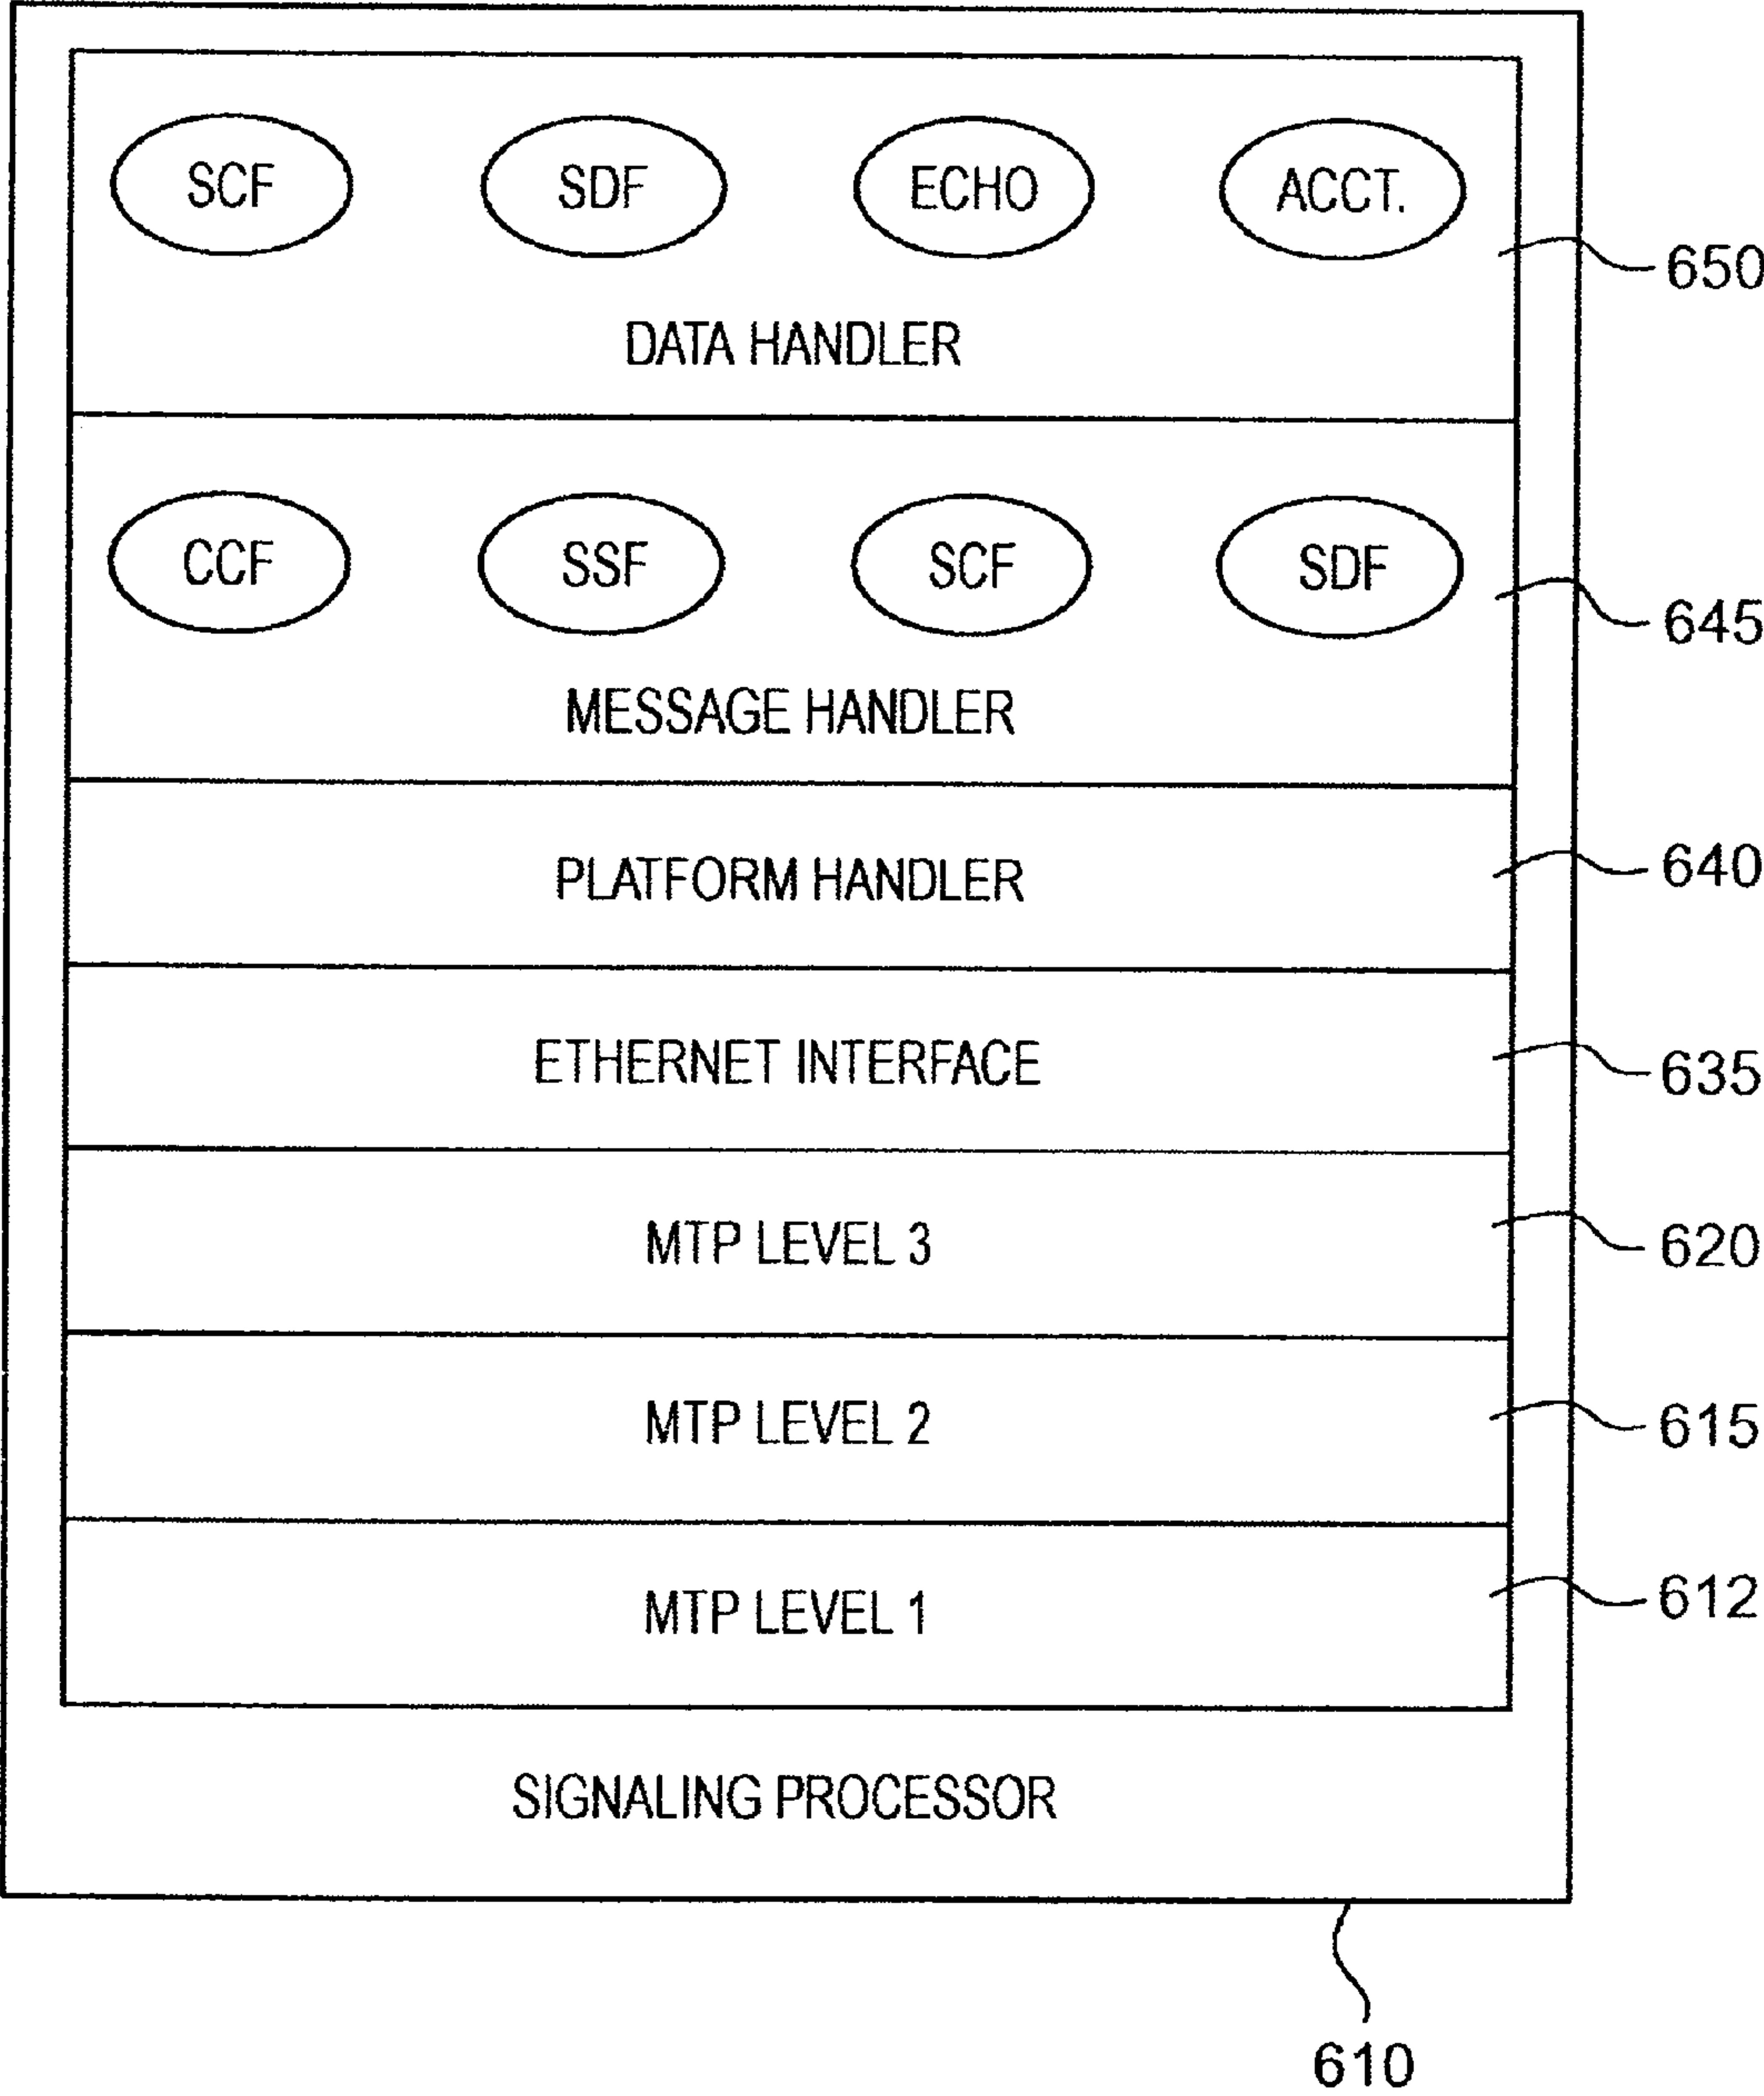 SCF SDF ECHO ACCT.
650
DATA HANDLER
CCF SSF SCF SDF
645
MESSAGE HANDLER
PLATFORM HANDLER 640
ETHERNET INTERFACE 635
MTP LEVEL 3 620
MTP LEVEL 2 615
MTP LEVEL 1 612
SIGNALING PROCESSOR
610